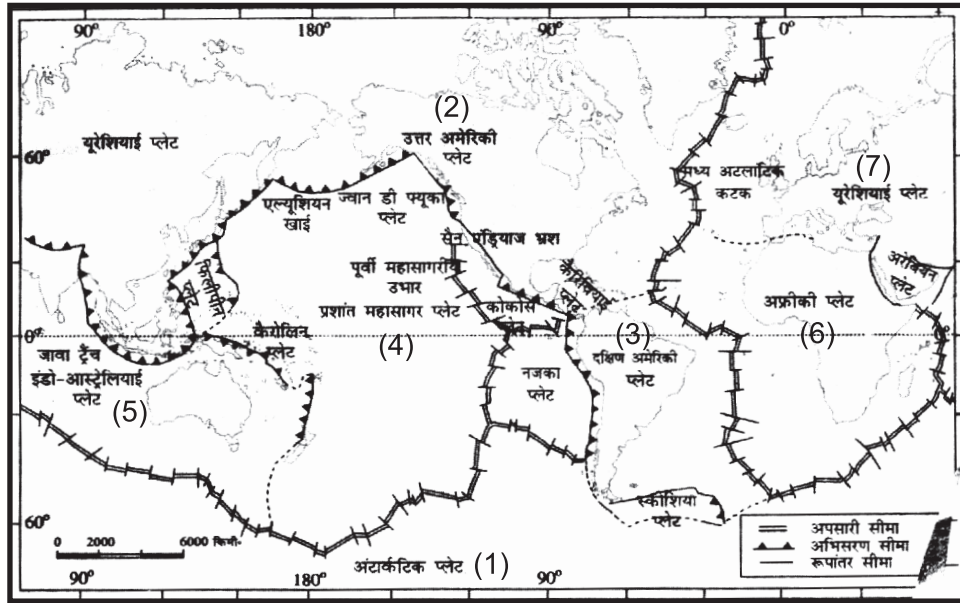 90°
180°
90°
0°
(2)
उत्तर अमेरिकी
प्लेट
यूरेशियाई प्लेट
60°
मध्य अटलांटिक
कटक
(7)
यूरेशियाई प्लेट
एल्यूशियन
खाई
ज्वान डी फ्यूका
प्लेट
सैन एंड्रियाज भ्रंश
फिलीपीन
प्लेट
पूर्वी महासागरीय
उभार
कैरिबियाई
प्लेट
अरेबियन
प्लेट
प्रशांत महासागर प्लेट
(4)
कोकोस
प्लेट
अफ्रीकी प्लेट
(6)
0°
कैरोलिन
प्लेट
(3)
दक्षिण अमेरिकी
प्लेट
जावा ट्रैंच
इंडो-आस्ट्रेलियाई
प्लेट
(5)
नजका
प्लेट
60°
स्कोशिया
प्लेट
0 2000 6000 किमी.
अपसारी सीमा
अभिसरण सीमा
रूपांतर सीमा
अंटार्कटिक प्लेट (1)
90°
180°
90°